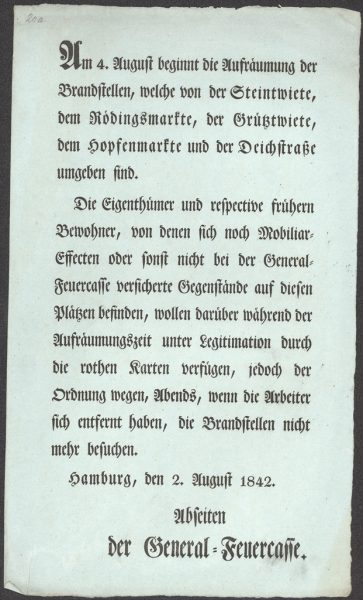 20a
Am 4. August beginnt die Aufräumung der
Brandstellen, welche von der Steintwiete,
dem Rödingsmarkte, der Grütztwiete,
dem Hopfenmarkte und der Deichstraße
umgeben sind.
Die Eigenthümer und respective frühern
Bewohner, von denen sich noch Mobiliar-
Effecten oder sonst nicht bei der General-
Feuercasse versicherte Gegenstände auf diesen
Plätzen befinden, wollen darüber während der
Aufräumungszeit unter Legitimation durch
die rothen Karten verfügen, jedoch der
Ordnung wegen, Abends, wenn die Arbeiter
sich entfernt haben, die Brandstellen nicht
mehr besuchen.
Hamburg, den 2. August 1842.
Abseiten
der General-Feuercasse.